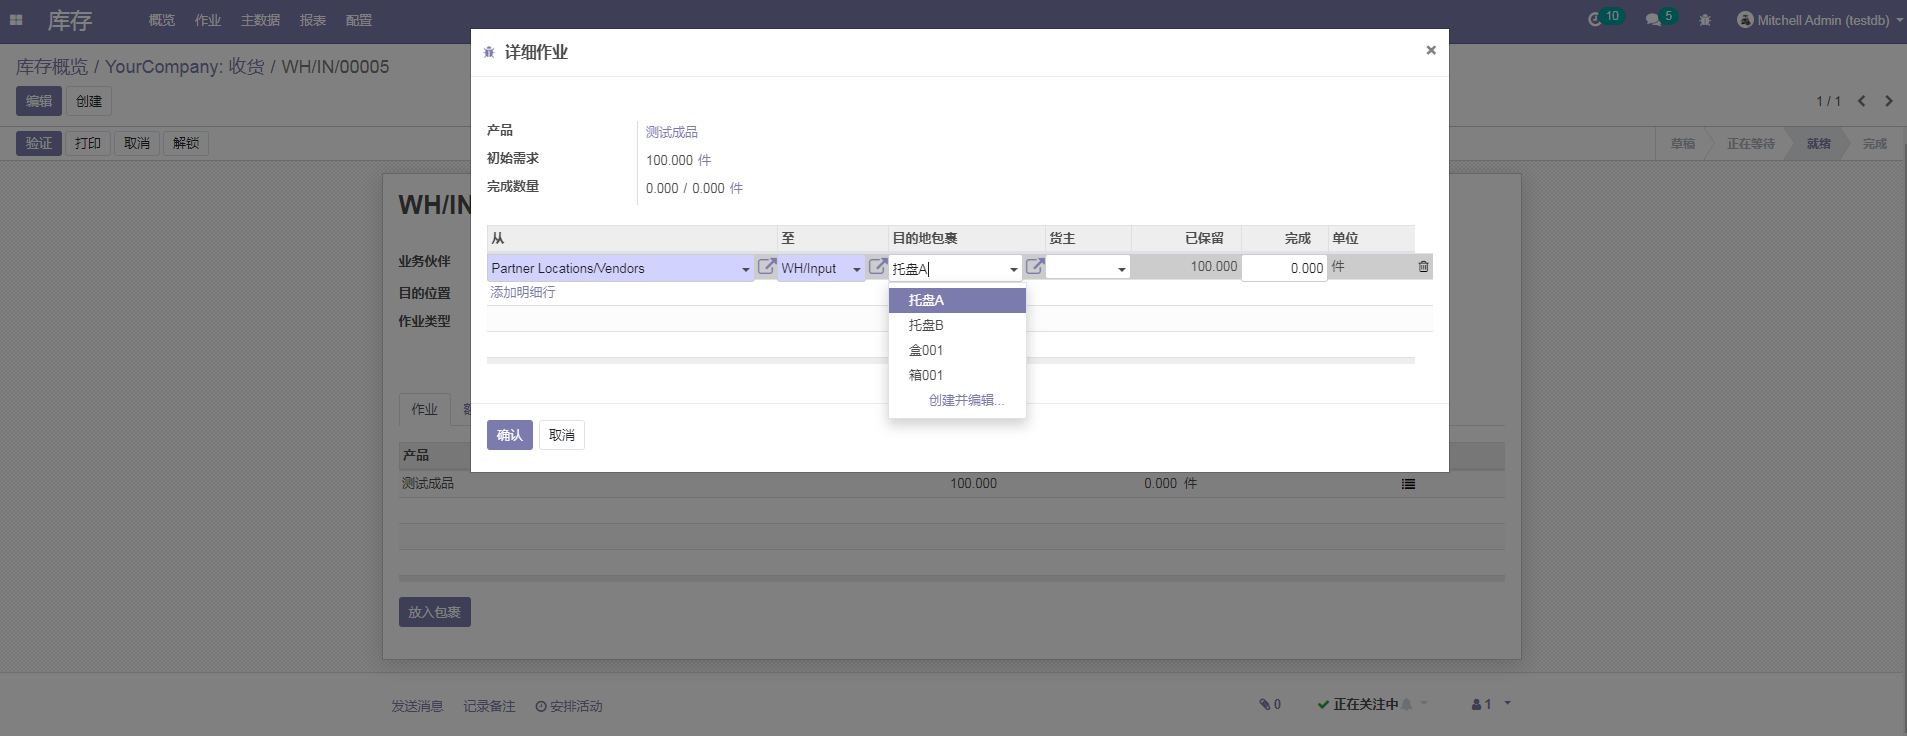 库存 概览 作业 主数据 报表 配置 10 5 Mitchell Admin (testdb)
库存概览 / YourCompany: 收货 / WH/IN/00005
编辑 创建 1 / 1
验证 打印 取消 解锁 草稿 正在等待 就绪 完成
WH/IN
业务伙伴
目的位置
作业类型
作业
产品
测试成品 100.000 0.000 件
放入包裹
发送消息 记录备注 安排活动 0 正在关注中 1
详细作业 ×
产品 测试成品
初始需求 100.000 件
完成数量 0.000 / 0.000 件
从 至 目的地包裹 货主 已保留 完成 单位
Partner Locations/Vendors WH/Input 托盘A 100.000 0.000 件
添加明细行
托盘A
托盘B
盒001
箱001
创建并编辑...
确认 取消